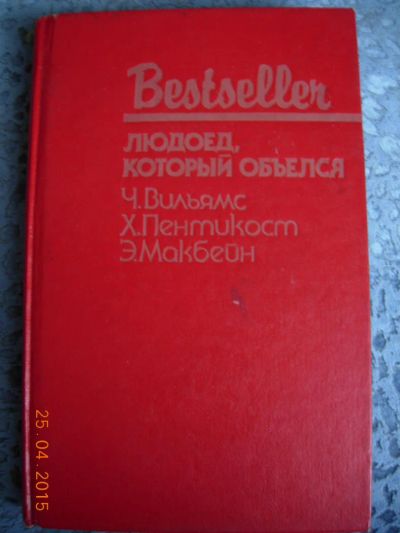 Bestseller
ЛЮДОЕД,
КОТОРЫЙ ОБЪЕЛСЯ
Ч. Вильямс
Х. Пентикост
Э. Макбейн
25.04.2015